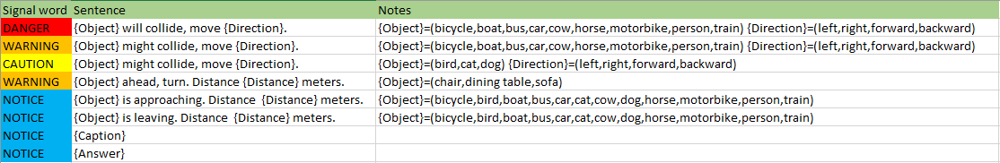 Signal word Sentence Notes
DANGER {Object} will collide, move {Direction}. {Object}=(bicycle,boat,bus,car,cow,horse,motorbike,person,train) {Direction}=(left,right,forward,backward)
WARNING {Object} might collide, move {Direction}. {Object}=(bicycle,boat,bus,car,cow,horse,motorbike,person,train) {Direction}=(left,right,forward,backward)
CAUTION {Object} might collide, move {Direction}. {Object}=(bird,cat,dog) {Direction}=(left,right,forward,backward)
WARNING {Object} ahead, turn. Distance {Distance} meters. {Object}=(chair,dining table,sofa)
NOTICE {Object} is approaching. Distance  {Distance} meters. {Object}=(bicycle,bird,boat,bus,car,cat,cow,dog,horse,motorbike,person,train)
NOTICE {Object} is leaving. Distance  {Distance} meters. {Object}=(bicycle,bird,boat,bus,car,cat,cow,dog,horse,motorbike,person,train)
NOTICE {Caption}
NOTICE {Answer}